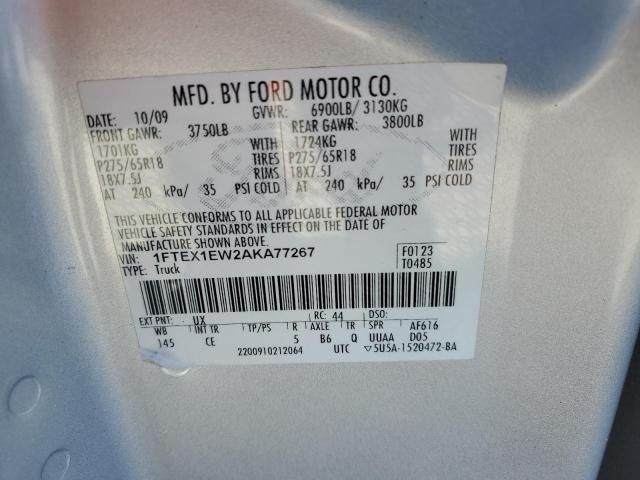 MFD. BY FORD MOTOR CO.
DATE: 10/09 GVWR: 6900LB/ 3130KG
FRONT GAWR: 3750LB REAR GAWR: 3800LB
1701KG WITH 1724KG WITH
P275/65R18 TIRES P275/65R18 TIRES
18X7.5J RIMS 18X7.5J RIMS
AT 240 kPa/ 35 PSI COLD AT 240 kPa/ 35 PSI COLD
THIS VEHICLE CONFORMS TO ALL APPLICABLE FEDERAL MOTOR
VEHICLE SAFETY STANDARDS IN EFFECT ON THE DATE OF
MANUFACTURE SHOWN ABOVE.
VIN: 1FTEX1EW2AKA77267 F0123
TYPE: Truck T0485
EXT PNT: UX RC: 44 DSO:
WB INT TR TP/PS R AXLE TR SPR AF616
145 CE 5 B6 Q UUAA D05
2200910212064 UTC ▽5U5A-1520472-BA